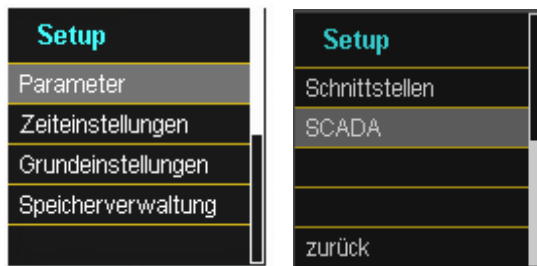 Setup
Parameter
Zeiteinstellungen
Grundeinstellungen
Speicherverwaltung
Setup
Schnittstellen
SCADA
zurück